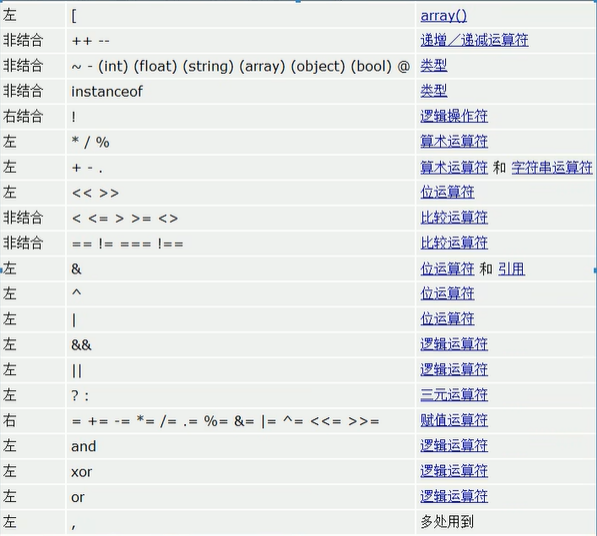 左 [ array()
非结合 ++ -- 递增／递减运算符
非结合 ~ - (int) (float) (string) (array) (object) (bool) @ 类型
非结合 instanceof 类型
右结合 ! 逻辑操作符
左 * / % 算术运算符
左 + - . 算术运算符 和 字符串运算符
左 << >> 位运算符
非结合 < <= > >= <> 比较运算符
非结合 == != === !== 比较运算符
左 & 位运算符 和 引用
左 ^ 位运算符
左 | 位运算符
左 && 逻辑运算符
左 || 逻辑运算符
左 ? : 三元运算符
右 = += -= *= /= .= %= &= |= ^= <<= >>= 赋值运算符
左 and 逻辑运算符
左 xor 逻辑运算符
左 or 逻辑运算符
左 , 多处用到